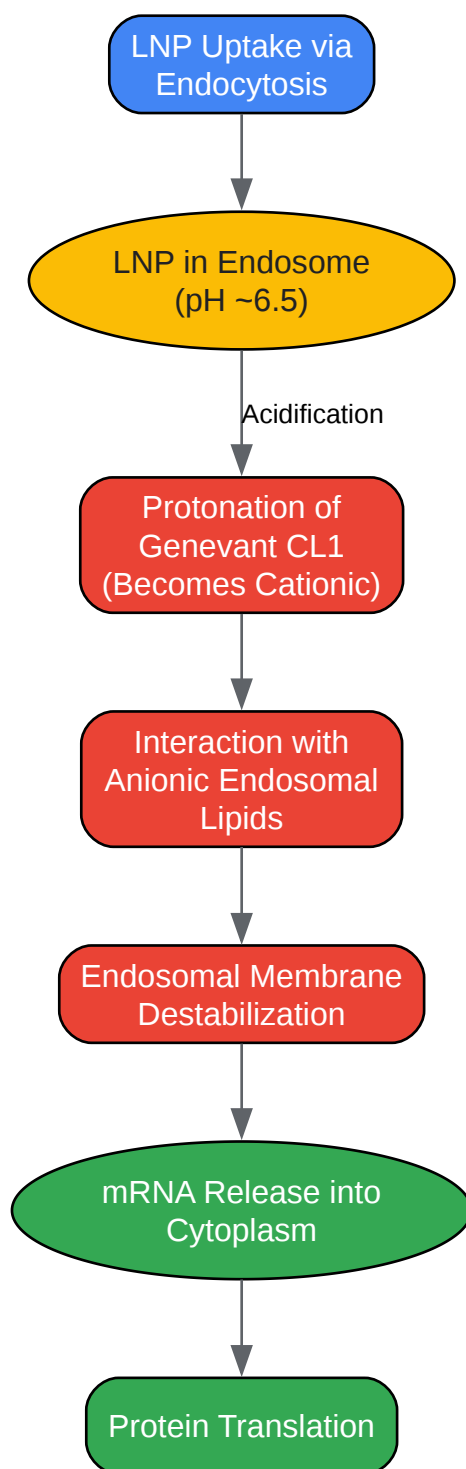 LNP Uptake via
Endocytosis
LNP in Endosome
(pH ~6.5)
Acidification
Protonation of
Genevant CL1
(Becomes Cationic)
Interaction with
Anionic Endosomal
Lipids
Endosomal Membrane
Destabilization
mRNA Release into
Cytoplasm
Protein Translation